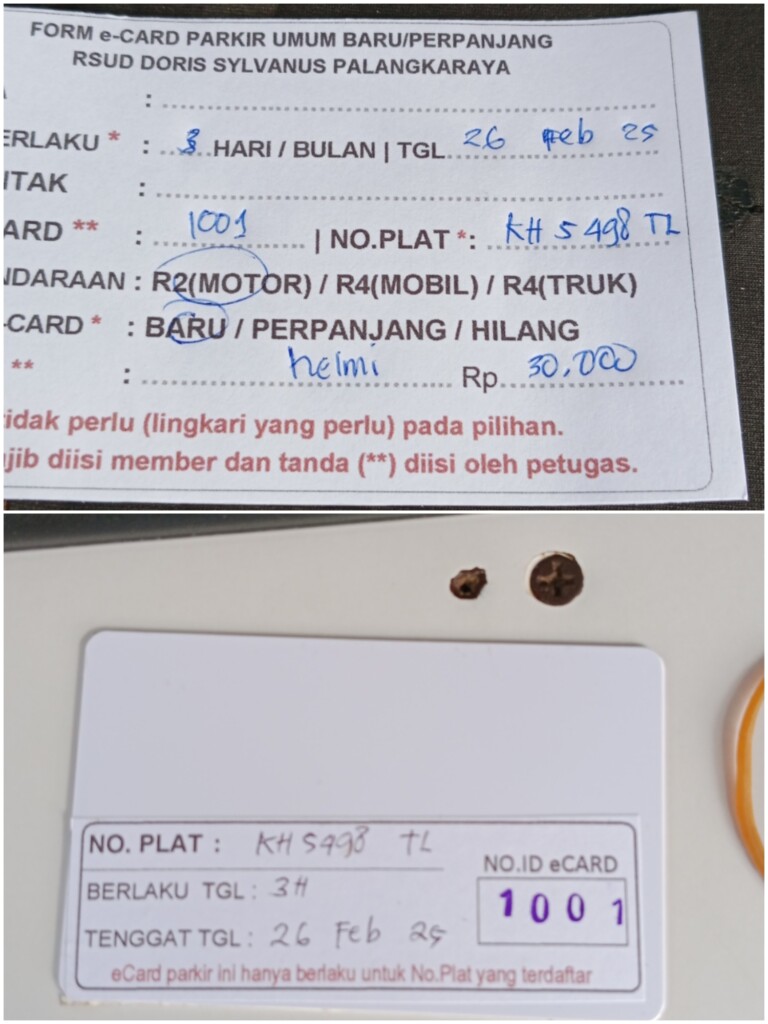 FORM e-CARD PARKIR UMUM BARU/PERPANJANG
RSUD DORIS SYLVANUS PALANGKARAYA
A : ..........
ERLAKU * : 3 HARI / BULAN | TGL 26 Feb 25
NTAK : ..........
ARD ** : 1001 | NO.PLAT *: KH 5498 TL
NDARAAN : R2(MOTOR) / R4(MOBIL) / R4(TRUK)
-CARD * : BARU / PERPANJANG / HILANG
** : helmi Rp. 30.000
idak perlu (lingkari yang perlu) pada pilihan.
jib diisi member dan tanda (**) diisi oleh petugas.
NO. PLAT : KH 5498 TL
BERLAKU TGL : 3H
TENGGAT TGL : 26 Feb 25
NO.ID eCARD
1001
eCard parkir ini hanya berlaku untuk No.Plat yang terdaftar